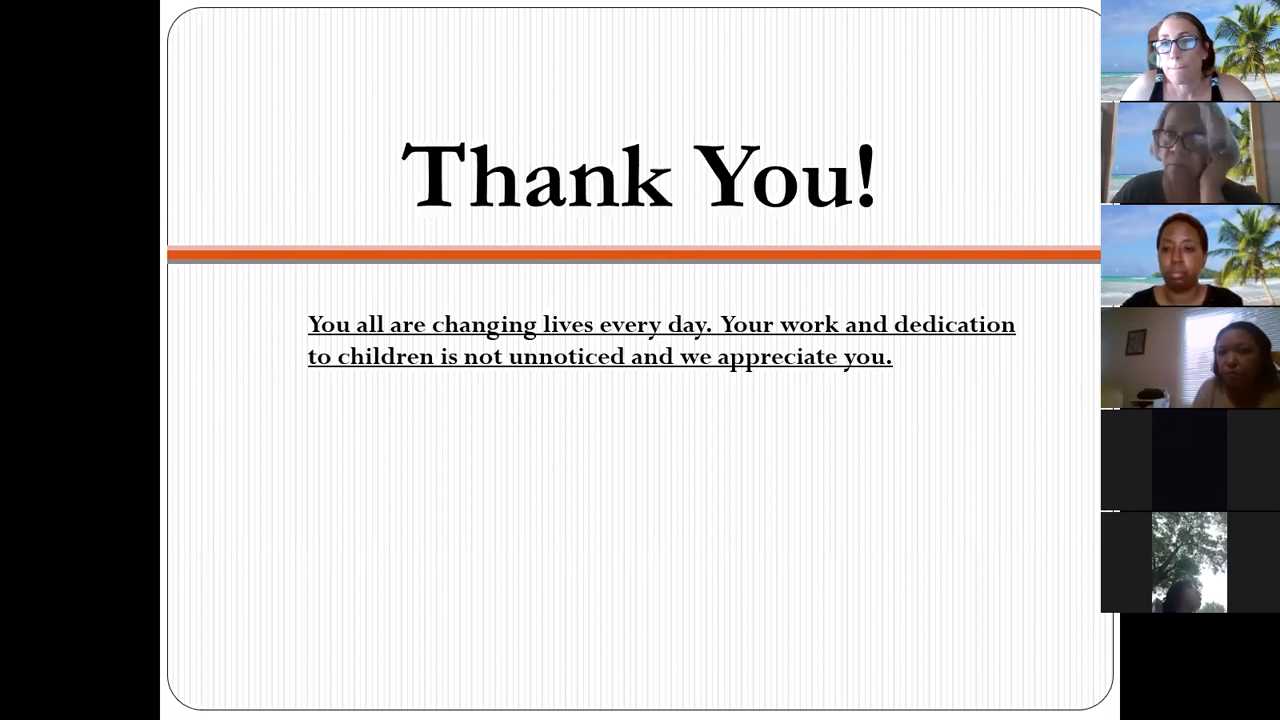 Thank You!
You all are changing lives every day. Your work and dedication
to children is not unnoticed and we appreciate you.